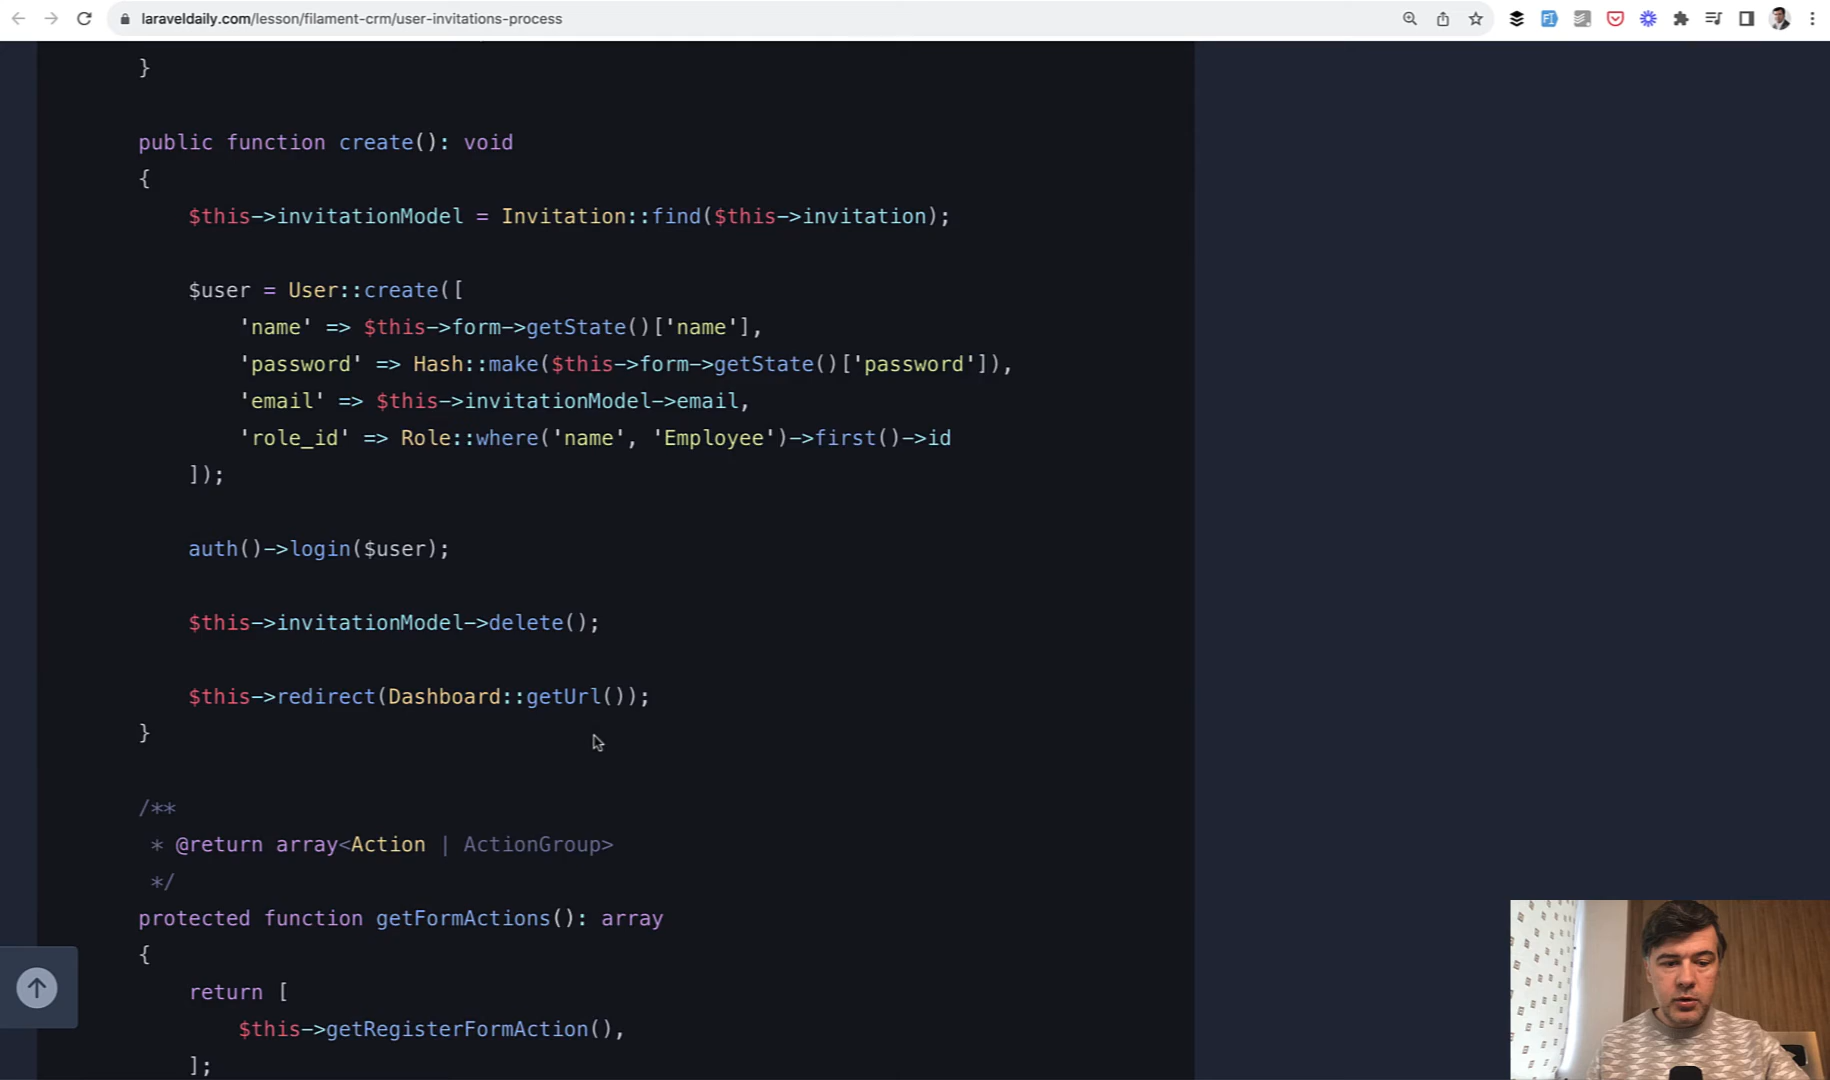 laraveldaily.com/lesson/filament-crm/user-invitations-process
}
public function create(): void
{
$this->invitationModel = Invitation::find($this->invitation);
$user = User::create([
'name' => $this->form->getState()['name'],
'password' => Hash::make($this->form->getState()['password']),
'email' => $this->invitationModel->email,
'role_id' => Role::where('name', 'Employee')->first()->id
]);
auth()->login($user);
$this->invitationModel->delete();
$this->redirect(Dashboard::getUrl());
}
/**
* @return array<Action | ActionGroup>
*/
protected function getFormActions(): array
{
return [
$this->getRegisterFormAction(),
];